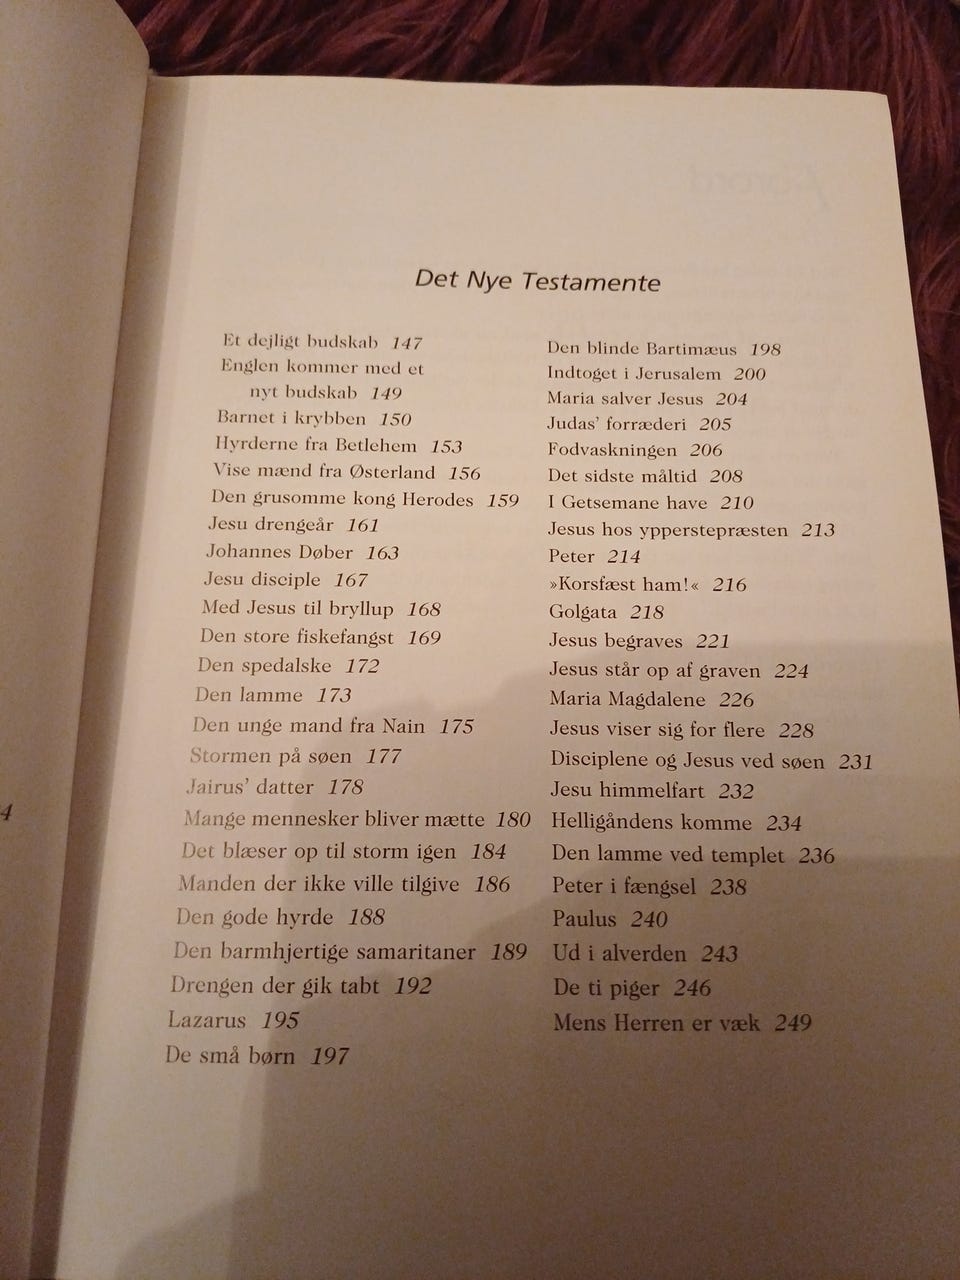 Det Nye Testamente
Et dejligt budskab 147
Englen kommer med et
nyt budskab 149
Barnet i krybben 150
Hyrderne fra Betlehem 153
Vise mænd fra Østerland 156
Den grusomme kong Herodes 159
Jesu drengeår 161
Johannes Døber 163
Jesu disciple 167
Med Jesus til bryllup 168
Den store fiskefangst 169
Den spedalske 172
Den lamme 173
Den unge mand fra Nain 175
Stormen på søen 177
Jairus' datter 178
Mange mennesker bliver mætte 180
Det blæser op til storm igen 184
Manden der ikke ville tilgive 186
Den gode hyrde 188
Den barmhjertige samaritaner 189
Drengen der gik tabt 192
Lazarus 195
De små børn 197
Den blinde Bartimæus 198
Indtoget i Jerusalem 200
Maria salver Jesus 204
Judas' forræderi 205
Fodvaskningen 206
Det sidste måltid 208
I Getsemane have 210
Jesus hos ypperstepræsten 213
Peter 214
»Korsfæst ham!« 216
Golgata 218
Jesus begraves 221
Jesus står op af graven 224
Maria Magdalene 226
Jesus viser sig for flere 228
Disciplene og Jesus ved søen 231
Jesu himmelfart 232
Helligåndens komme 234
Den lamme ved templet 236
Peter i fængsel 238
Paulus 240
Ud i alverden 243
De ti piger 246
Mens Herren er væk 249